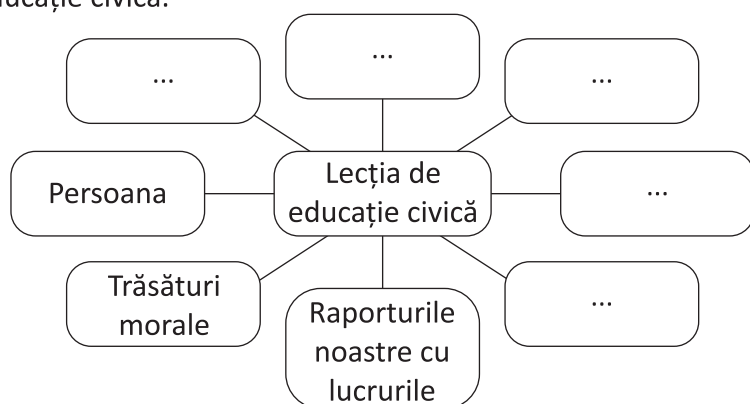 educație civică.
...
...
...
Persoana
Lecția de
educație civică
...
Trăsături
morale
Raporturile
noastre cu
lucrurile
...